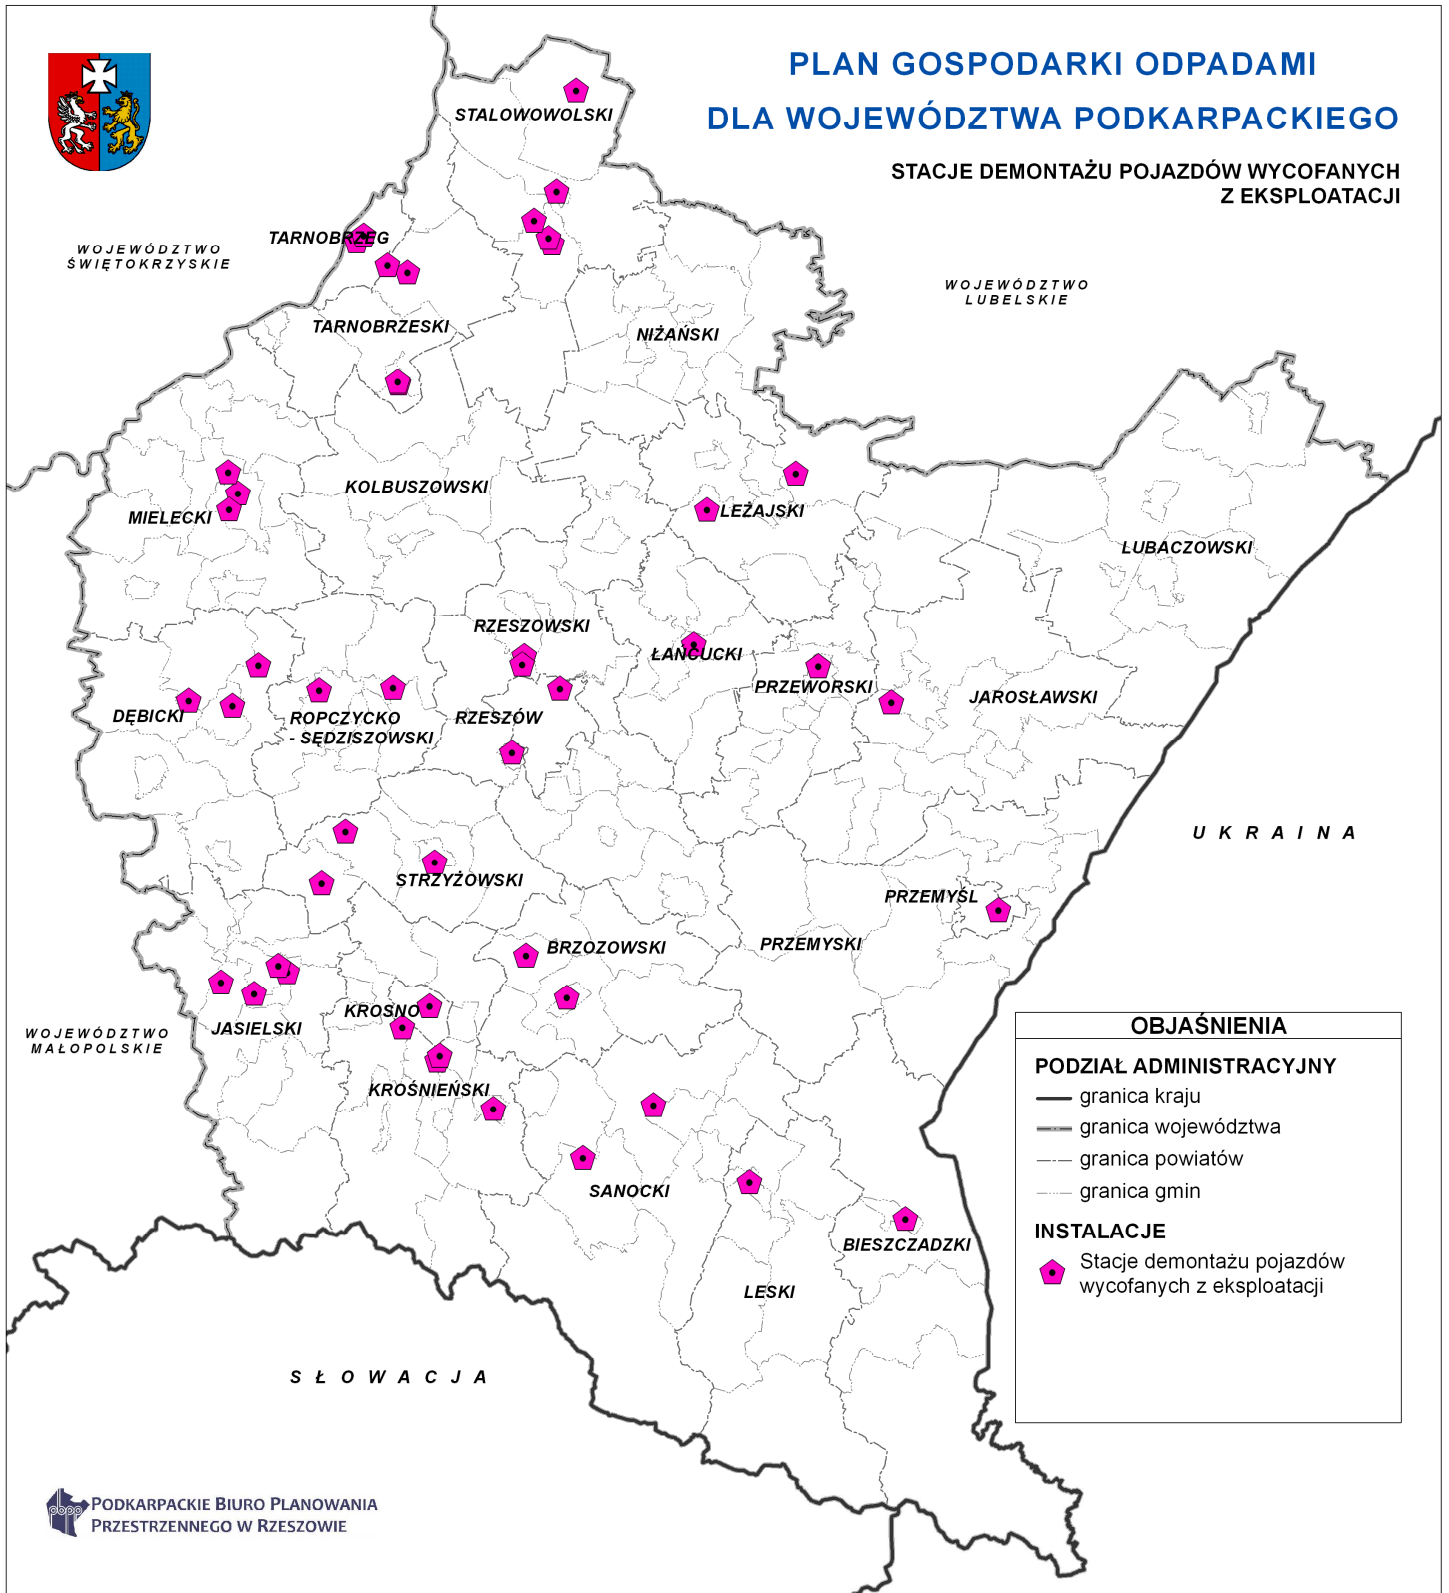 PLAN GOSPODARKI ODPADAMI
DLA WOJEWÓDZTWA PODKARPACKIEGO
STACJE DEMONTAŻU POJAZDÓW WYCOFANYCH
Z EKSPLOATACJI
STALOWOWOLSKI
TARNOBRZEG
WOJEWÓDZTWO
ŚWIĘTOKRZYSKIE
WOJEWÓDZTWO
LUBELSKIE
TARNOBRZESKI
NIŻAŃSKI
KOLBUSZOWSKI
MIELECKI
LEŻAJSKI
LUBACZOWSKI
RZESZOWSKI
ŁAŃCUCKI
PRZEWORSKI
JAROSŁAWSKI
DĘBICKI
ROPCZYCKO
- SĘDZISZOWSKI
RZESZÓW
UKRAINA
STRZYŻOWSKI
PRZEMYŚL
BRZOZOWSKI
PRZEMYSKI
KROSNO
JASIELSKI
WOJEWÓDZTWO
MAŁOPOLSKIE
KROŚNIEŃSKI
SANOCKI
BIESZCZADZKI
LESKI
SŁOWACJA
OBJAŚNIENIA
PODZIAŁ ADMINISTRACYJNY
granica kraju
granica województwa
granica powiatów
granica gmin
INSTALACJE
Stacje demontażu pojazdów
wycofanych z eksploatacji
pbpp
PODKARPACKIE BIURO PLANOWANIA
PRZESTRZENNEGO W RZESZOWIE